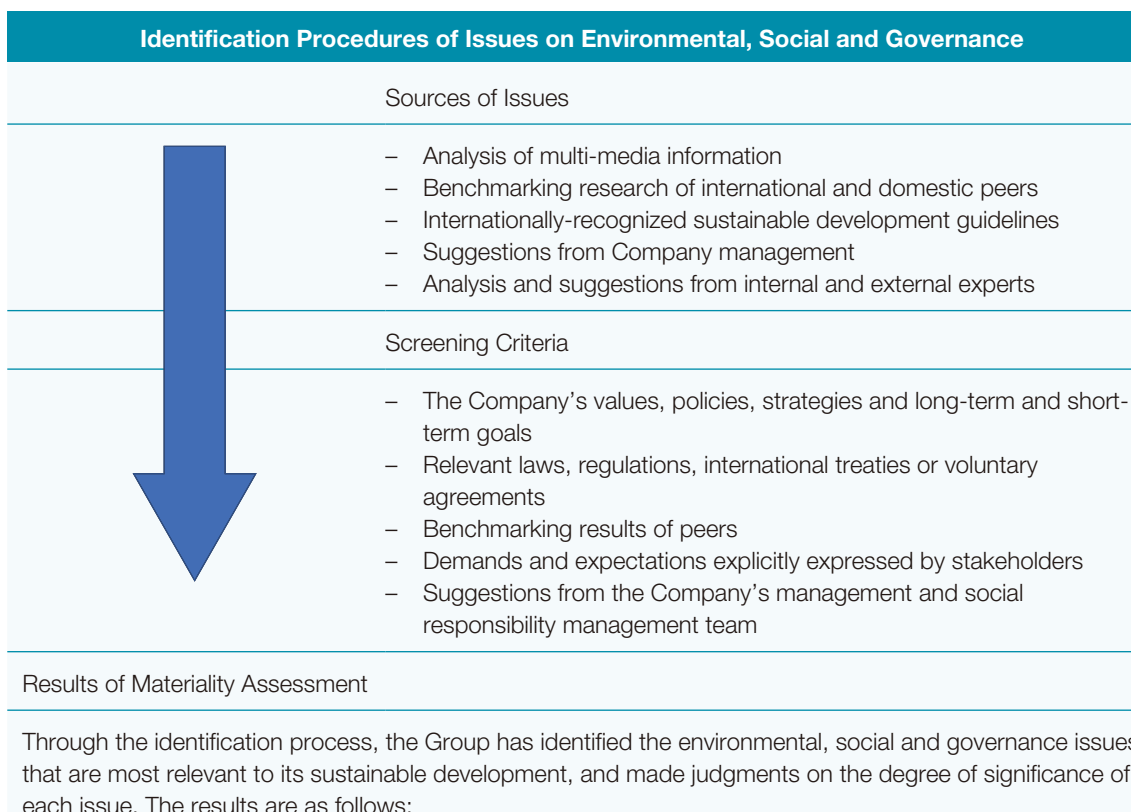 Identification Procedures of Issues on Environmental, Social and Governance
Sources of Issues
– Analysis of multi-media information
– Benchmarking research of international and domestic peers
– Internationally-recognized sustainable development guidelines
– Suggestions from Company management
– Analysis and suggestions from internal and external experts
Screening Criteria
– The Company's values, policies, strategies and long-term and short-
term goals
– Relevant laws, regulations, international treaties or voluntary
agreements
– Benchmarking results of peers
– Demands and expectations explicitly expressed by stakeholders
– Suggestions from the Company's management and social
responsibility management team
Results of Materiality Assessment
Through the identification process, the Group has identified the environmental, social and governance issues
that are most relevant to its sustainable development, and made judgments on the degree of significance of
each issue. The results are as follows: